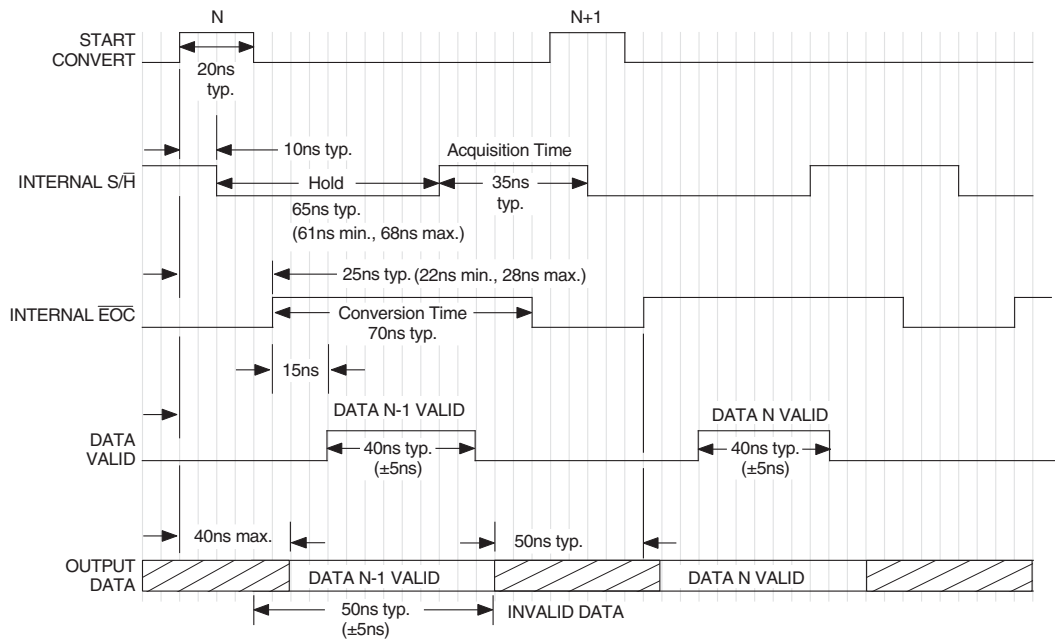 N
N+1
START
CONVERT
20ns
typ.
10ns typ.
Acquisition Time
INTERNAL S/H̅
Hold
35ns
typ.
65ns typ.
(61ns min., 68ns max.)
25ns typ. (22ns min., 28ns max.)
INTERNAL E̅O̅C̅
Conversion Time
70ns typ.
15ns
DATA N-1 VALID
DATA N VALID
DATA
VALID
40ns typ.
(±5ns)
40ns typ.
(±5ns)
40ns max.
50ns typ.
OUTPUT
DATA
DATA N-1 VALID
DATA N VALID
50ns typ.
(±5ns)
INVALID DATA